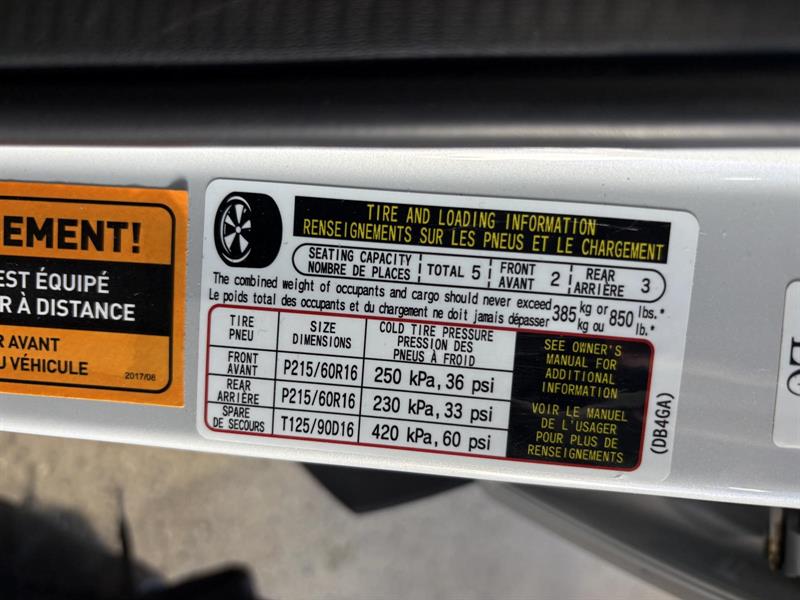 EMENT!
EST ÉQUIPÉ
R À DISTANCE
R AVANT
U VÉHICULE
2017/08
TIRE AND LOADING INFORMATION
RENSEIGNEMENTS SUR LES PNEUS ET LE CHARGEMENT
SEATING CAPACITY
NOMBRE DE PLACES
TOTAL 5
FRONT
AVANT
2
REAR
ARRIÈRE
3
The combined weight of occupants and cargo should never exceed 385 kg or 850 lbs.*
Le poids total des occupants et du chargement ne doit jamais dépasser kg ou lb.*
TIRE
PNEU
SIZE
DIMENSIONS
COLD TIRE PRESSURE
PRESSION DES
PNEUS À FROID
FRONT
AVANT
P215/60R16
250 kPa, 36 psi
REAR
ARRIÈRE
P215/60R16
230 kPa, 33 psi
SPARE
DE SECOURS
T125/90D16
420 kPa, 60 psi
SEE OWNER'S
MANUAL FOR
ADDITIONAL
INFORMATION
VOIR LE MANUEL
DE L'USAGER
POUR PLUS DE
RENSEIGNEMENTS
(DB4GA)